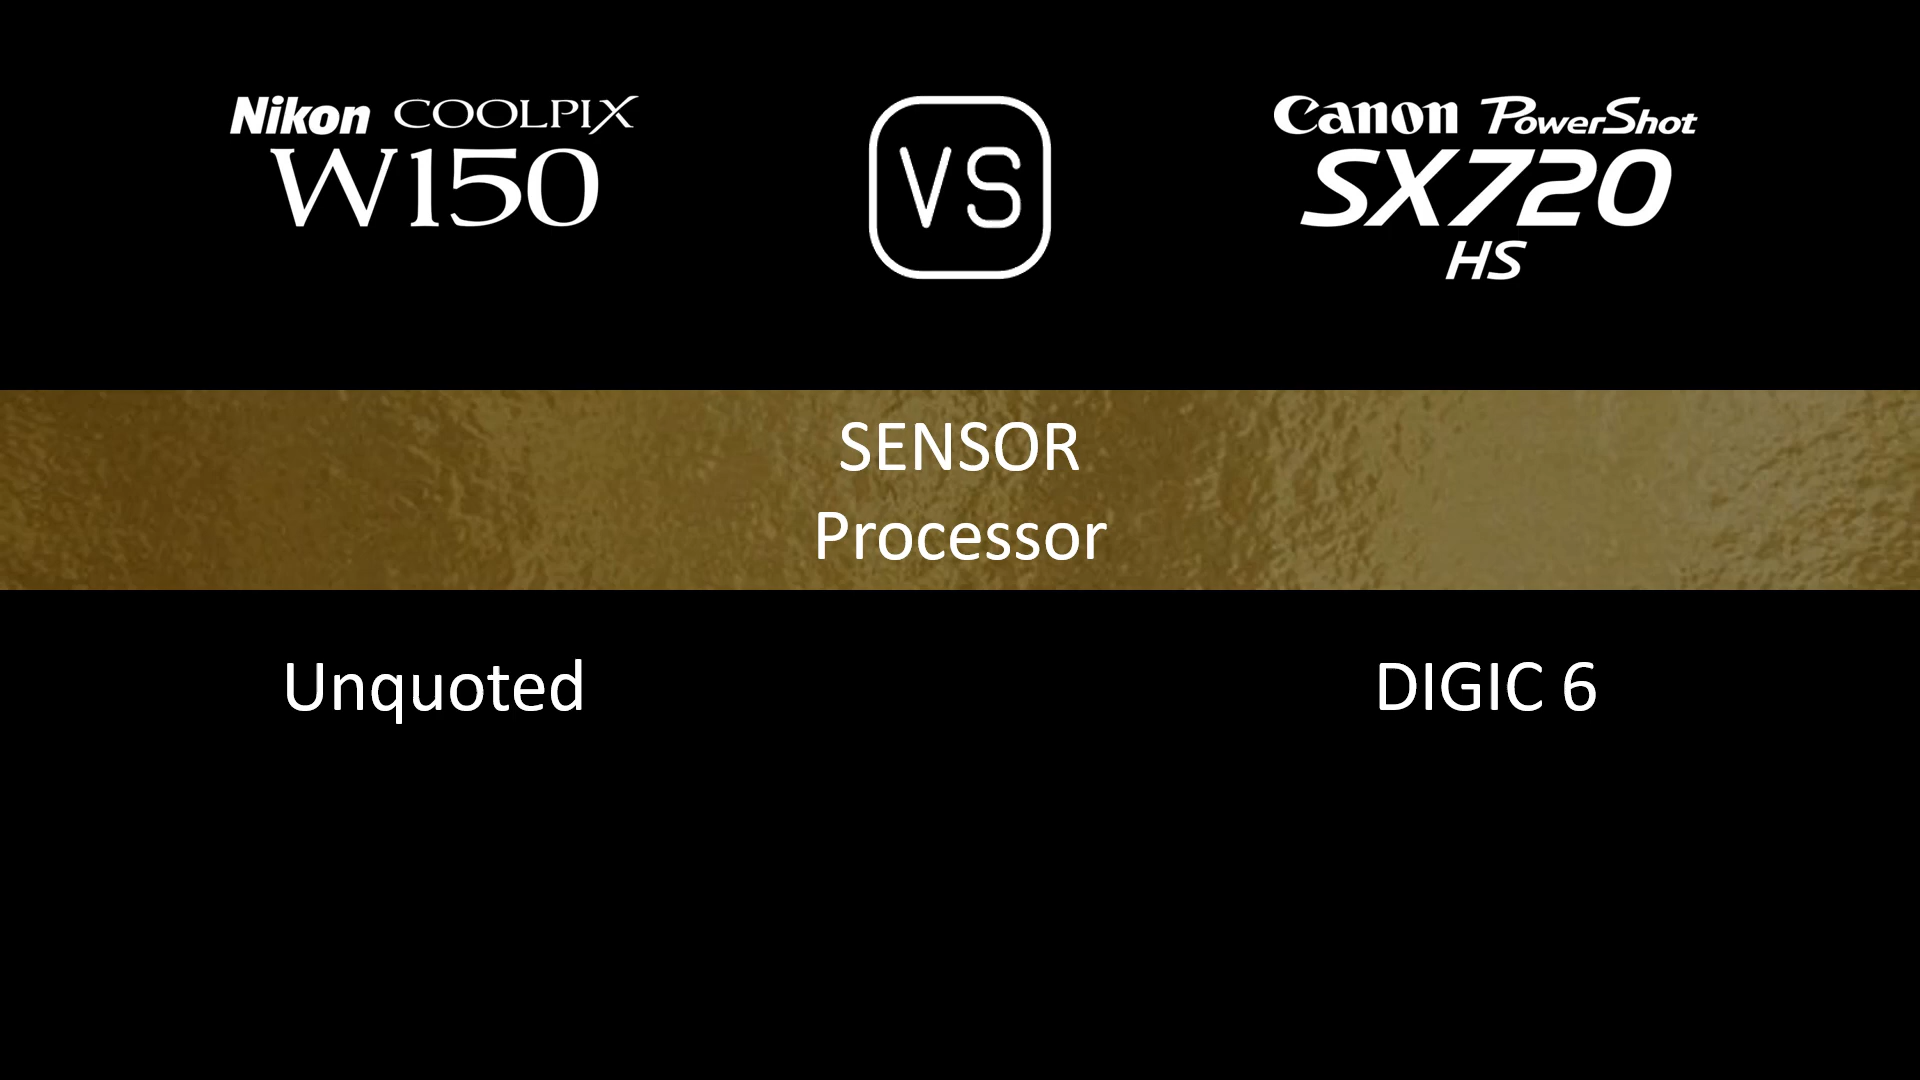 Nikon COOLPIX
W150
VS
Canon PowerShot
SX720
HS
SENSOR
Processor
Unquoted
DIGIC 6